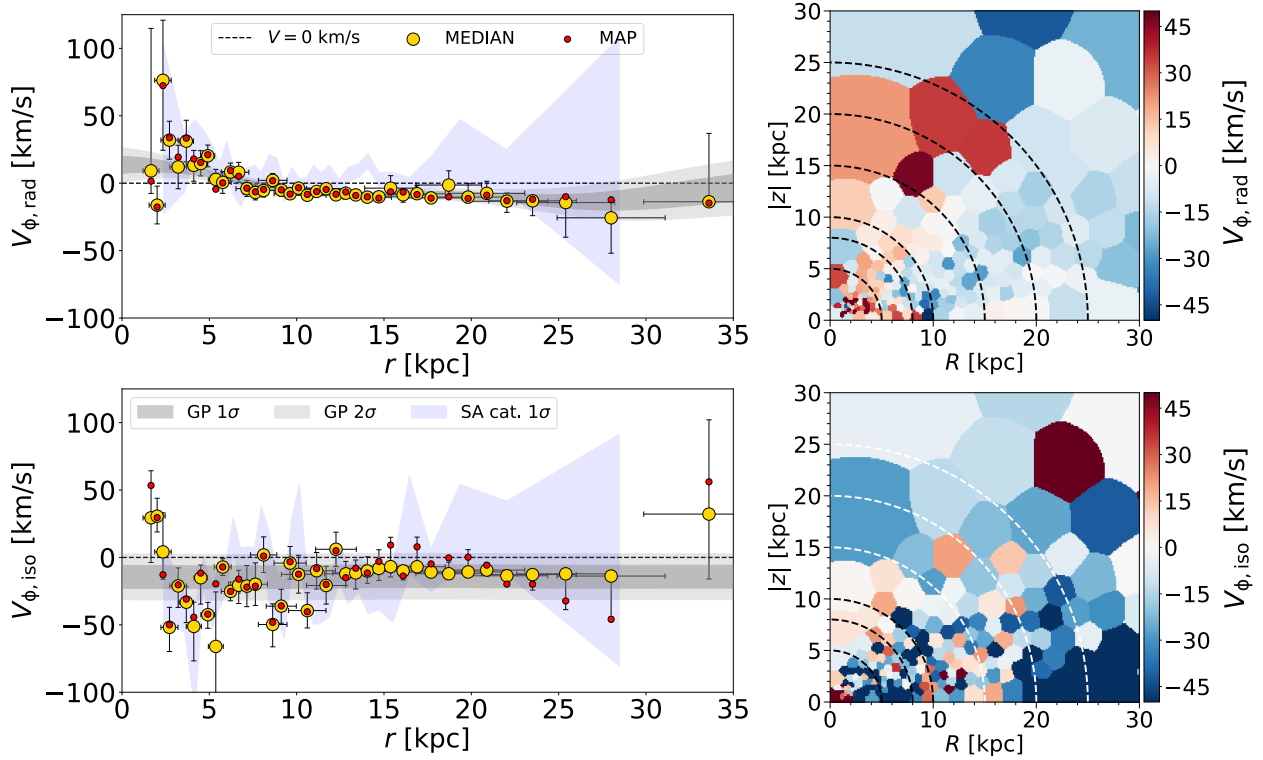 100
50
0
−50
−100
V_ϕ, rad [km/s]
V = 0 km/s
MEDIAN
MAP
0 5 10 15 20 25 30 35
r [kpc]
30
25
20
15
10
5
0
|z| [kpc]
0 10 20 30
R [kpc]
45
30
15
0
−15
−30
−45
V_ϕ, rad [km/s]
100
50
0
−50
−100
V_ϕ, iso [km/s]
GP 1σ
GP 2σ
SA cat. 1σ
0 5 10 15 20 25 30 35
r [kpc]
30
25
20
15
10
5
0
|z| [kpc]
0 10 20 30
R [kpc]
45
30
15
0
−15
−30
−45
V_ϕ, iso [km/s]